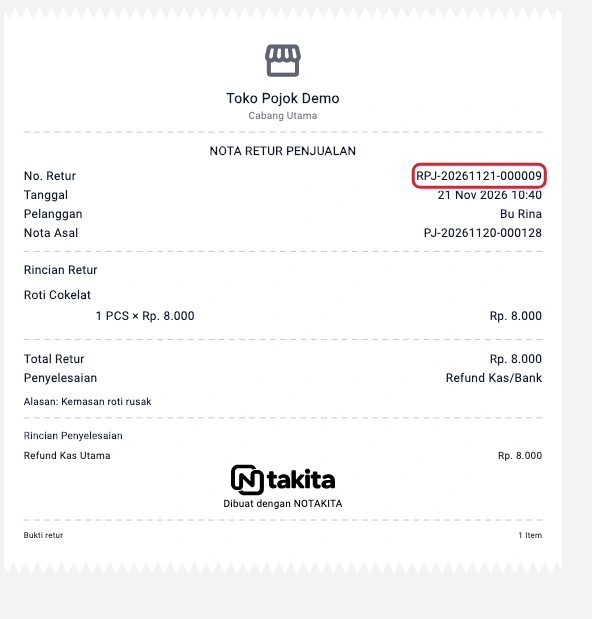 Toko Pojok Demo
Cabang Utama
NOTA RETUR PENJUALAN
No. Retur RPJ-20261121-000009
Tanggal 21 Nov 2026 10:40
Pelanggan Bu Rina
Nota Asal PJ-20261120-000128
Rincian Retur
Roti Cokelat
1 PCS × Rp. 8.000 Rp. 8.000
Total Retur Rp. 8.000
Penyelesaian Refund Kas/Bank
Alasan: Kemasan roti rusak
Rincian Penyelesaian
Refund Kas Utama Rp. 8.000
Ntakita
Dibuat dengan NOTAKITA
Bukti retur 1 Item